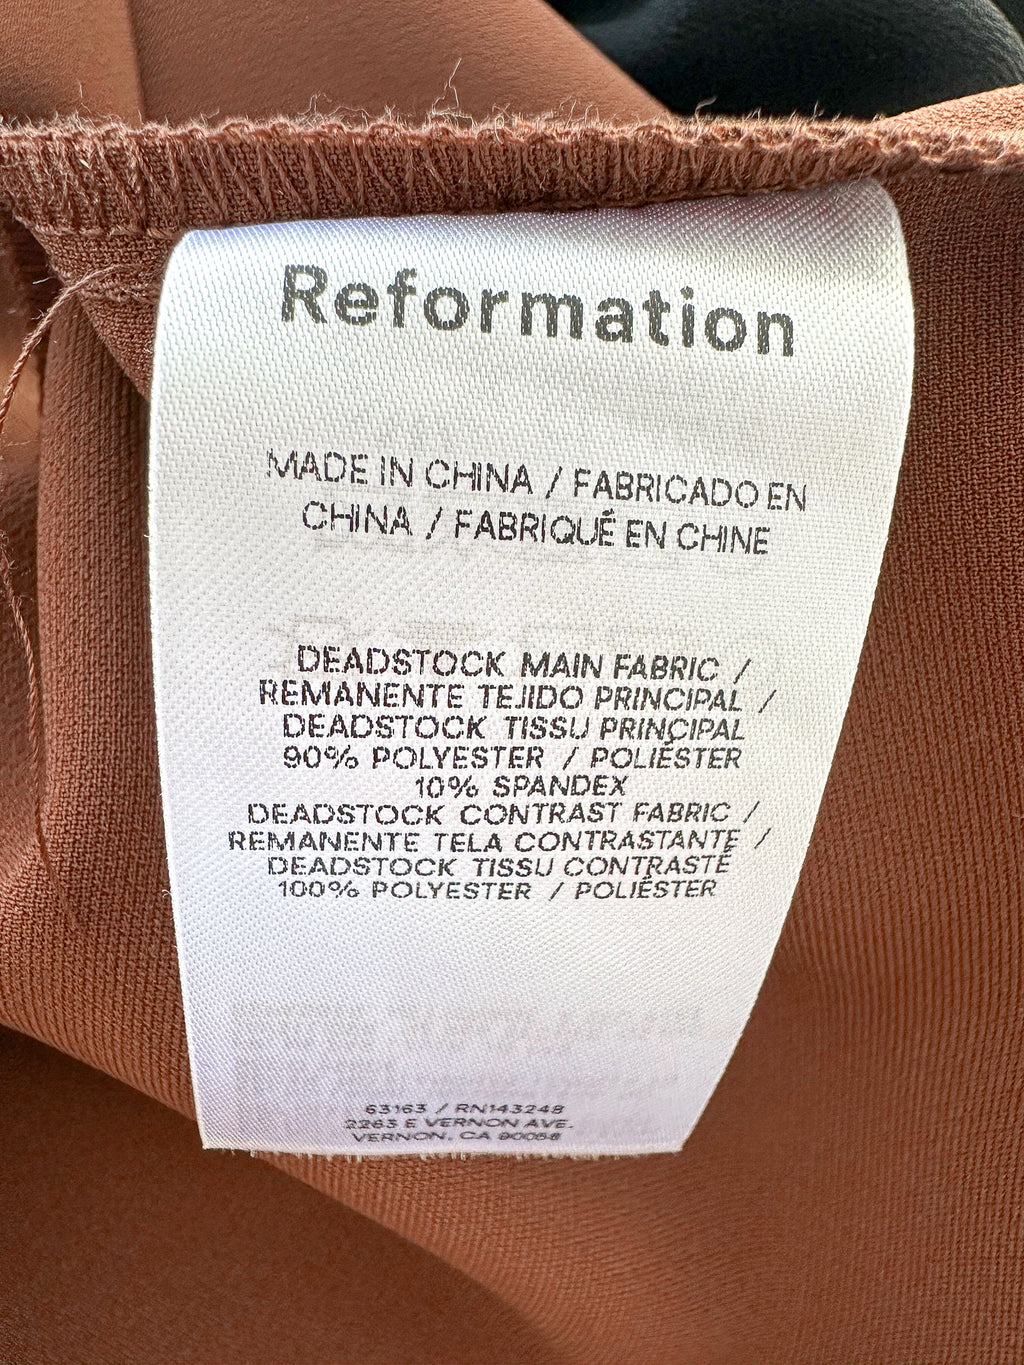 Reformation
MADE IN CHINA / FABRICADO EN
CHINA / FABRIQUÉ EN CHINE
DEADSTOCK MAIN FABRIC /
REMANENTE TEJIDO PRINCIPAL /
DEADSTOCK TISSU PRINCIPAL
90% POLYESTER / POLIÉSTER
10% SPANDEX
DEADSTOCK CONTRAST FABRIC /
REMANENTE TELA CONTRASTANTE /
DEADSTOCK TISSU CONTRASTÉ
100% POLYESTER / POLIÉSTER
63163 / RN143248
2263 E VERNON AVE.
VERNON, CA 90058